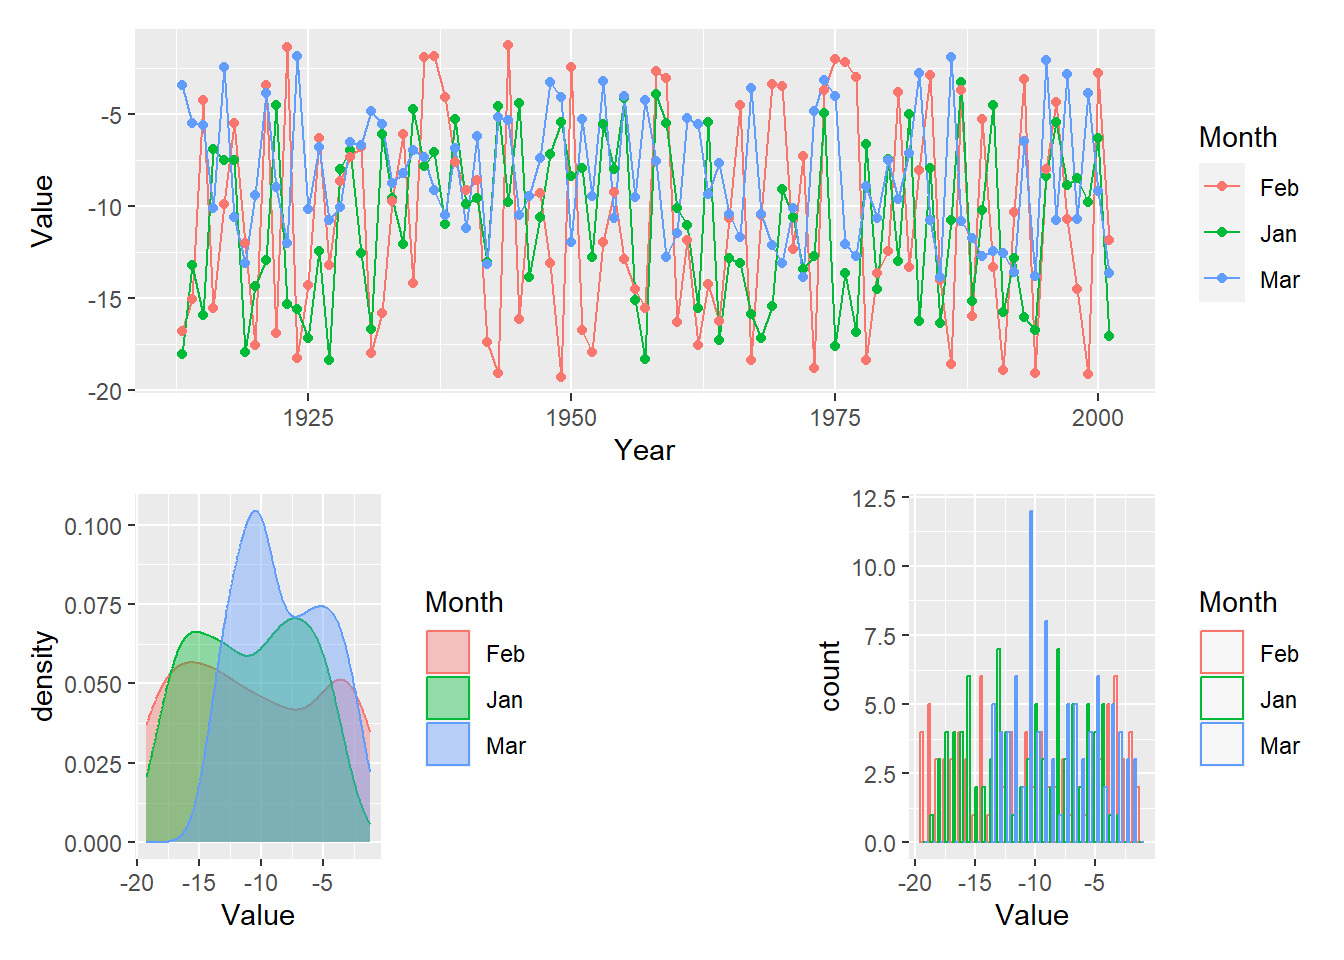 -5
-10
-15
-20
Value
1925
1950
1975
2000
Year
Month
Feb
Jan
Mar
0.100
0.075
0.050
0.025
0.000
density
-20 -15 -10 -5
Value
Month
Feb
Jan
Mar
12.5
10.0
7.5
5.0
2.5
0.0
count
-20 -15 -10 -5
Value
Month
Feb
Jan
Mar